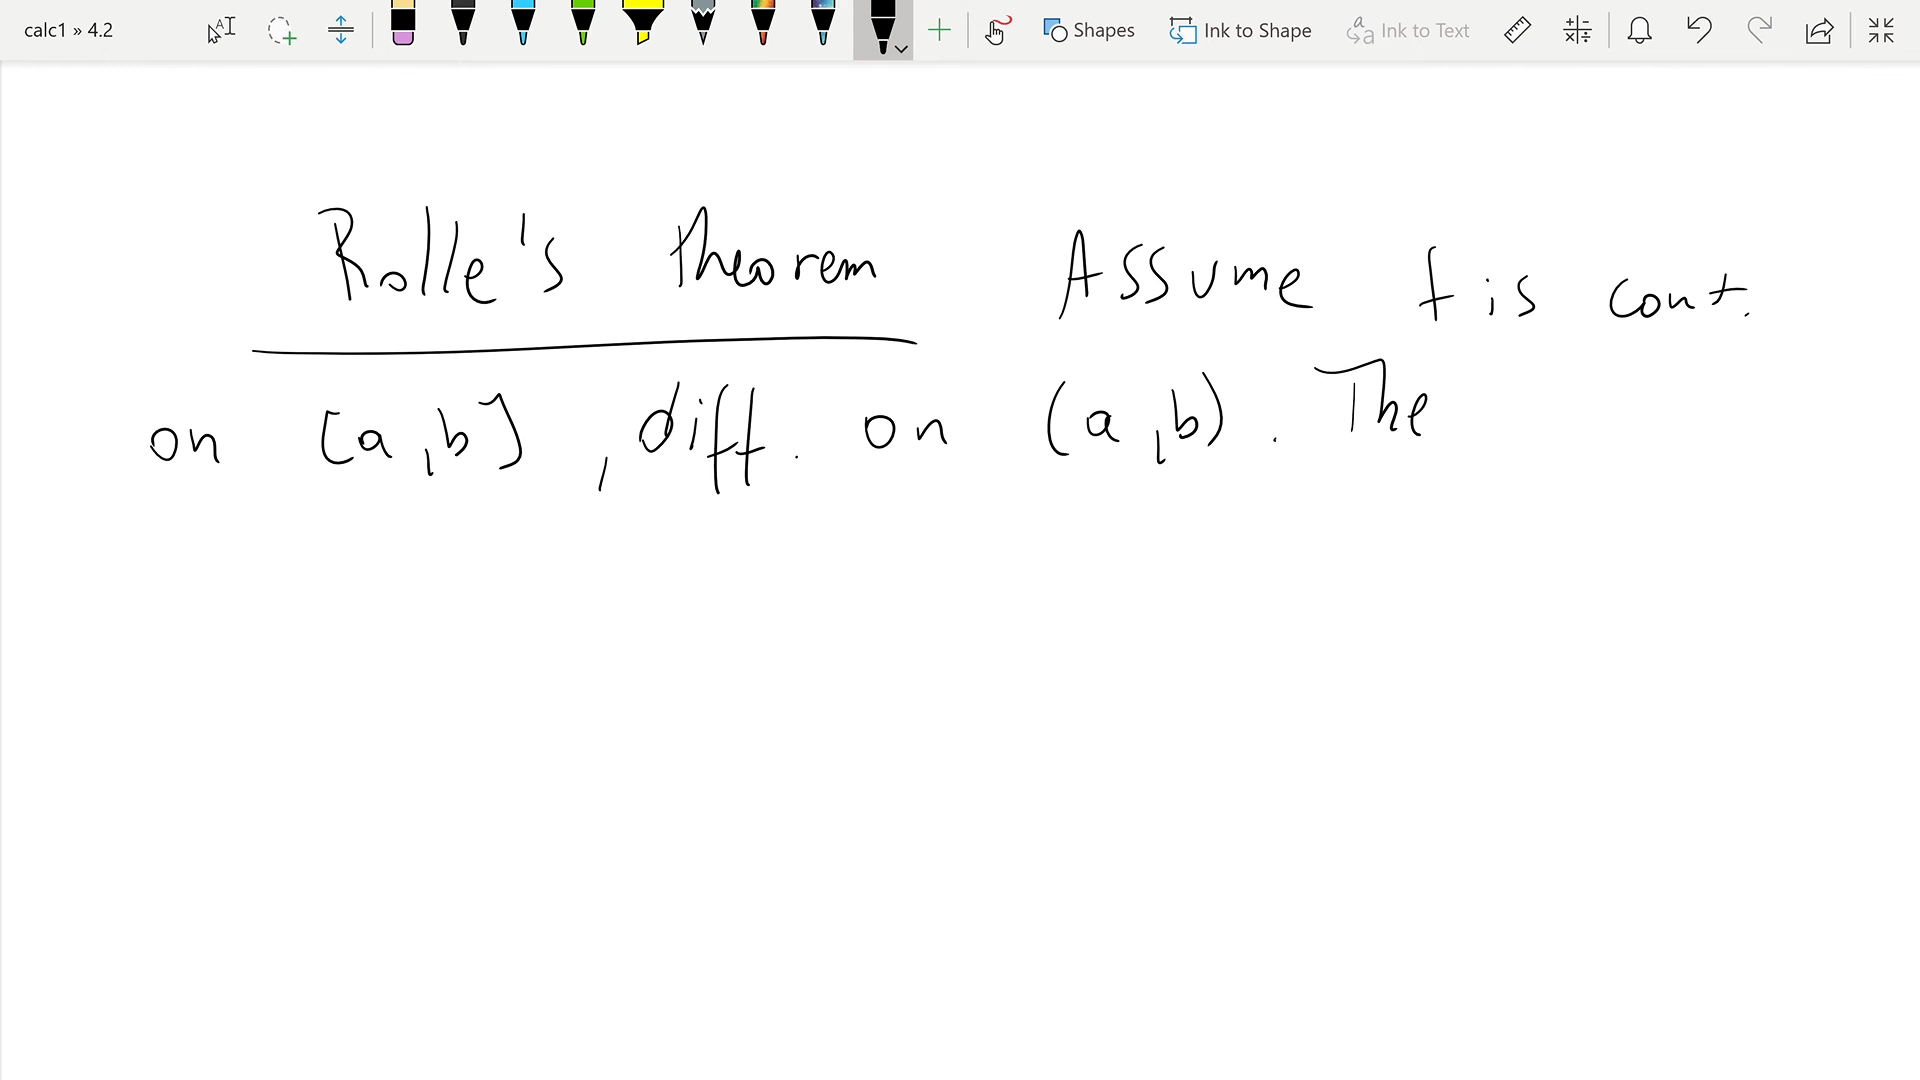 calc1 » 4.2 Shapes Ink to Shape Ink to Text
Rolle's theorem Assume f is cont.
on [a,b], diff. on (a,b). The